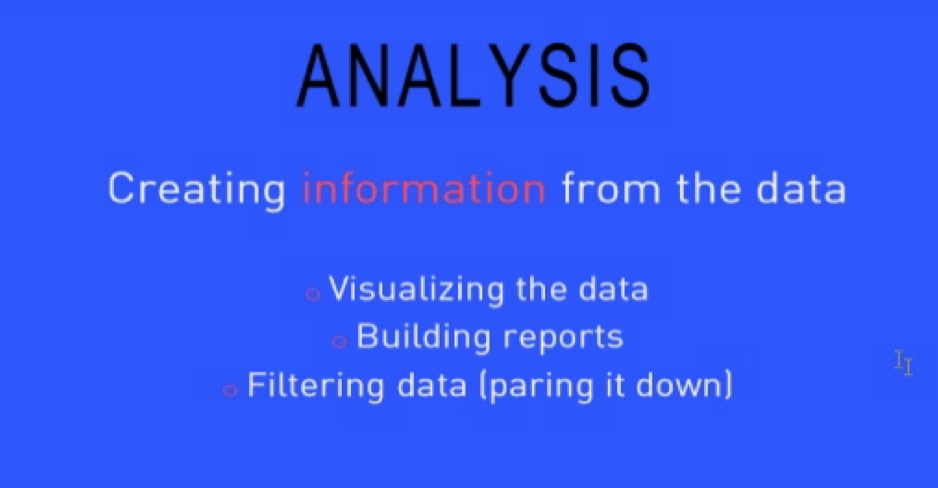 ANALYSIS
Creating information from the data
Visualizing the data
Building reports
Filtering data (paring it down)